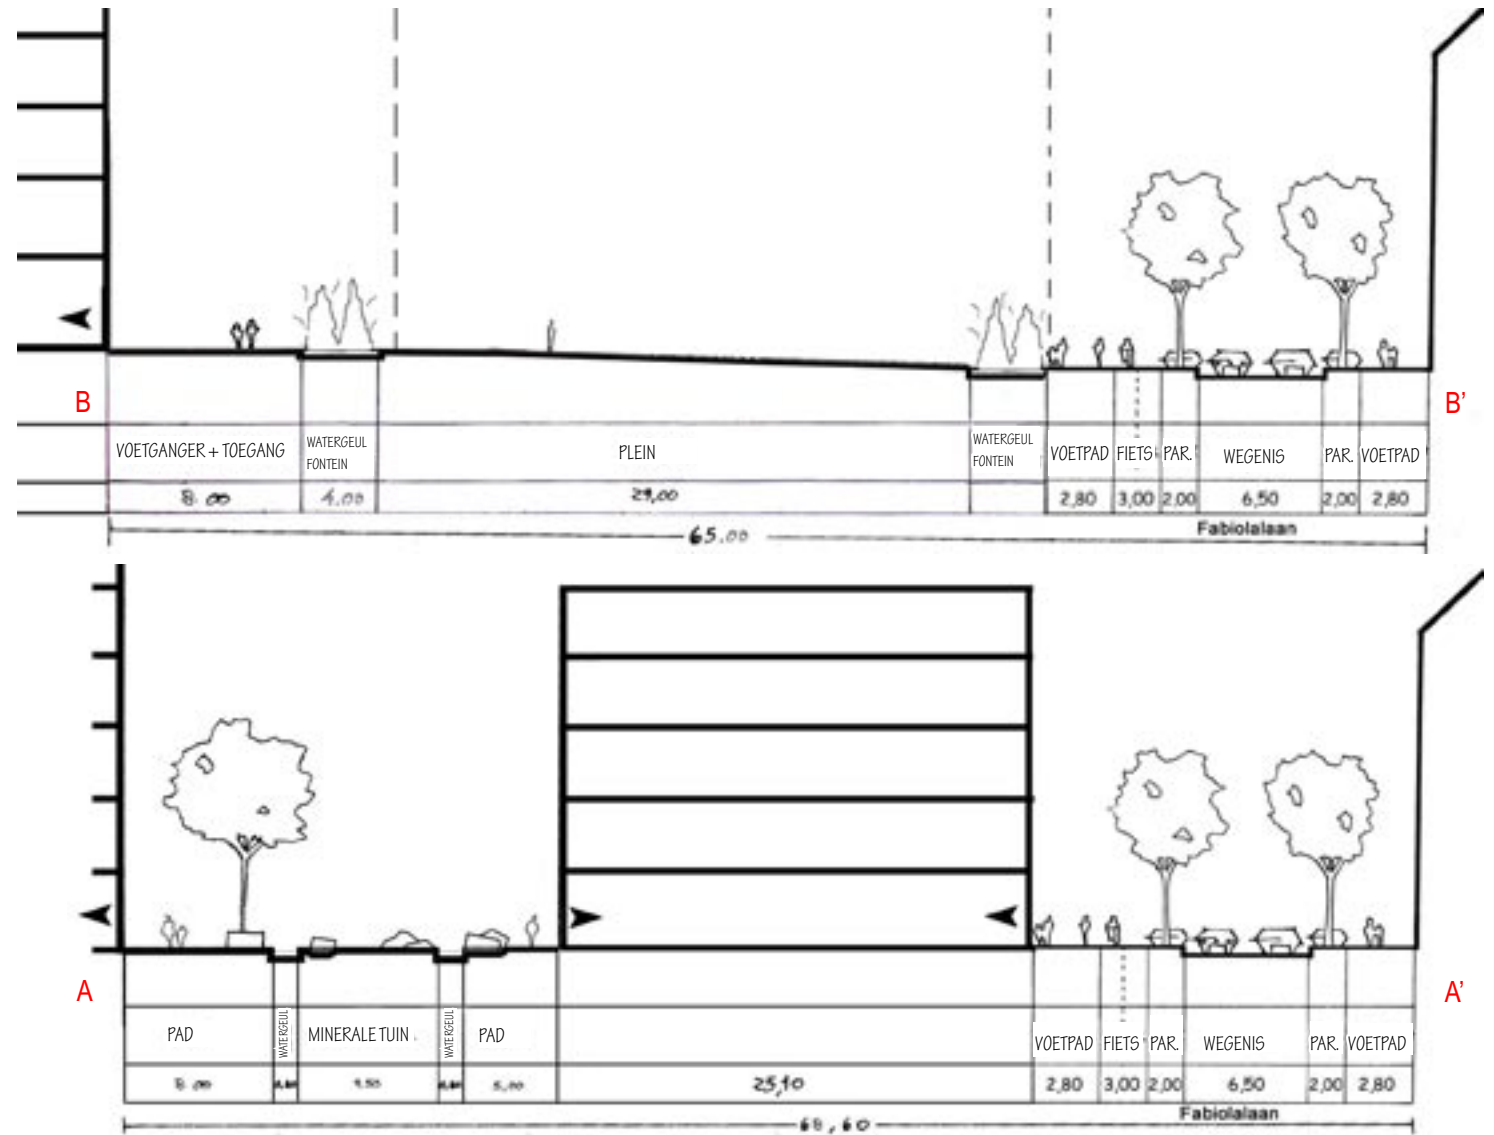 B
B'
VOETGANGER + TOEGANG
WATERGEUL
FONTEIN
PLEIN
WATERGEUL
FONTEIN
VOETPAD
FIETS
PAR.
WEGENIS
PAR.
VOETPAD
8.00
4.00
29,00
2,80
3,00
2,00
6,50
2,00
2,80
Fabiolalaan
65.00
A
A'
PAD
WATERGEUL
MINERALE TUIN
WATERGEUL
PAD
VOETPAD
FIETS
PAR.
WEGENIS
PAR.
VOETPAD
8.00
5,00
2,80
3,00
2,00
6,50
2,00
2,80
Fabiolalaan
68,60